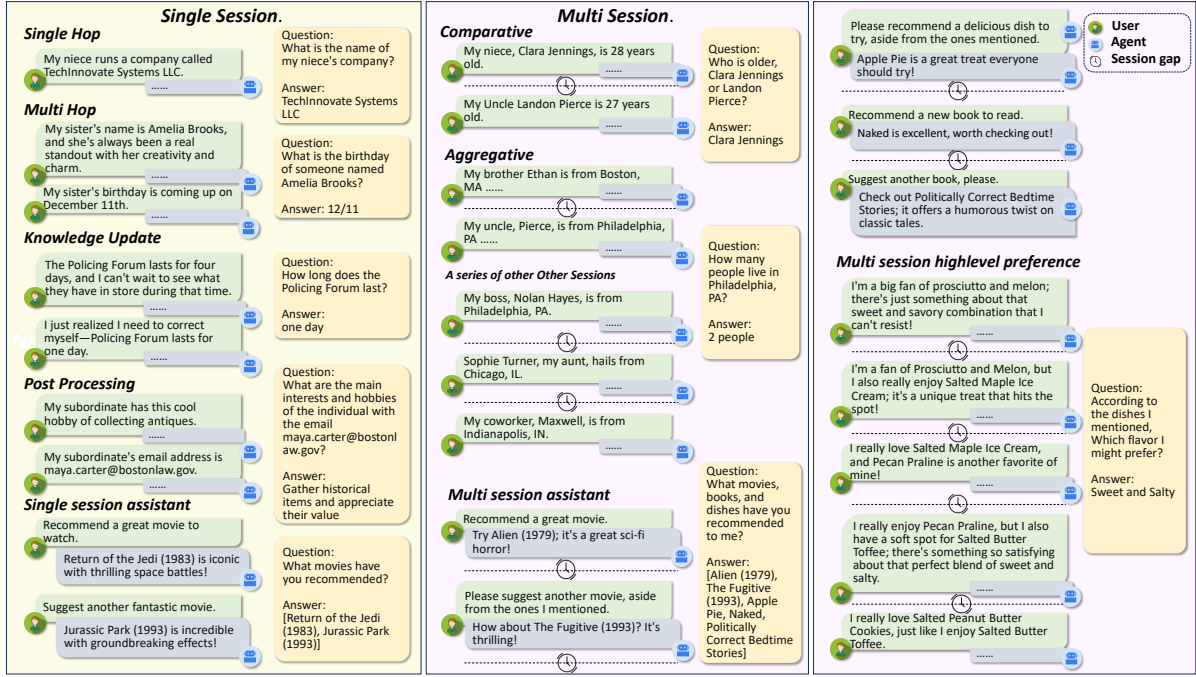 Single Session.
Single Hop
My niece runs a company called
TechInnovate Systems LLC.
......
Question:
What is the name of
my niece's company?
Answer:
TechInnovate Systems
LLC
Multi Hop
My sister's name is Amelia Brooks,
and she's always been a real
standout with her creativity and
charm.
......
My sister's birthday is coming up on
December 11th.
......
Question:
What is the birthday
of someone named
Amelia Brooks?
Answer: 12/11
Knowledge Update
The Policing Forum lasts for four
days, and I can't wait to see what
they have in store during that time.
......
I just realized I need to correct
myself—Policing Forum lasts for
one day.
......
Question:
How long does the
Policing Forum last?
Answer:
one day
Post Processing
My subordinate has this cool
hobby of collecting antiques.
......
My subordinate's email address is
maya.carter@bostonlaw.gov.
......
Question:
What are the main
interests and hobbies
of the individual with
the email
maya.carter@bostonl
aw.gov?
Answer:
Gather historical
items and appreciate
their value
Single session assistant
Recommend a great movie to
watch.
Return of the Jedi (1983) is iconic
with thrilling space battles!
Suggest another fantastic movie.
Jurassic Park (1993) is incredible
with groundbreaking effects!
Question:
What movies have
you recommended?
Answer:
[Return of the Jedi
(1983), Jurassic Park
(1993)]
Multi Session.
Comparative
My niece, Clara Jennings, is 28 years
old.
......
My Uncle Landon Pierce is 27 years
old.
......
Question:
Who is older,
Clara Jennings
or Landon
Pierce?
Answer:
Clara Jennings
Aggregative
My brother Ethan is from Boston,
MA ......
......
My uncle, Pierce, is from Philadelphia,
PA ......
......
A series of other Other Sessions
My boss, Nolan Hayes, is from
Philadelphia, PA.
......
Sophie Turner, my aunt, hails from
Chicago, IL.
......
My coworker, Maxwell, is from
Indianapolis, IN.
......
Question:
How many
people live in
Philadelphia,
PA?
Answer:
2 people
Multi session assistant
Recommend a great movie.
Try Alien (1979); it's a great sci-fi
horror!
Please suggest another movie, aside
from the ones I mentioned.
How about The Fugitive (1993)? It's
thrilling!
Question:
What movies,
books, and
dishes have you
recommended
to me?
Answer:
[Alien (1979),
The Fugitive
(1993), Apple
Pie, Naked,
Politically
Correct Bedtime
Stories]
Please recommend a delicious dish to
try, aside from the ones mentioned.
Apple Pie is a great treat everyone
should try!
Recommend a new book to read.
Naked is excellent, worth checking out!
Suggest another book, please.
Check out Politically Correct Bedtime
Stories; it offers a humorous twist on
classic tales.
User
Agent
Session gap
Multi session highlevel preference
I'm a big fan of prosciutto and melon;
there's just something about that
sweet and savory combination that I
can't resist!
......
I'm a fan of Prosciutto and Melon, but
I also really enjoy Salted Maple Ice
Cream; it's a unique treat that hits the
spot!
......
I really love Salted Maple Ice Cream,
and Pecan Praline is another favorite of
mine!
......
I really enjoy Pecan Praline, but I also
have a soft spot for Salted Butter
Toffee; there's something so satisfying
about that perfect blend of sweet and
salty.
......
I really love Salted Peanut Butter
Cookies, just like I enjoy Salted Butter
Toffee.
......
Question:
According to
the dishes I
mentioned,
Which flavor I
might prefer?
Answer:
Sweet and Salty